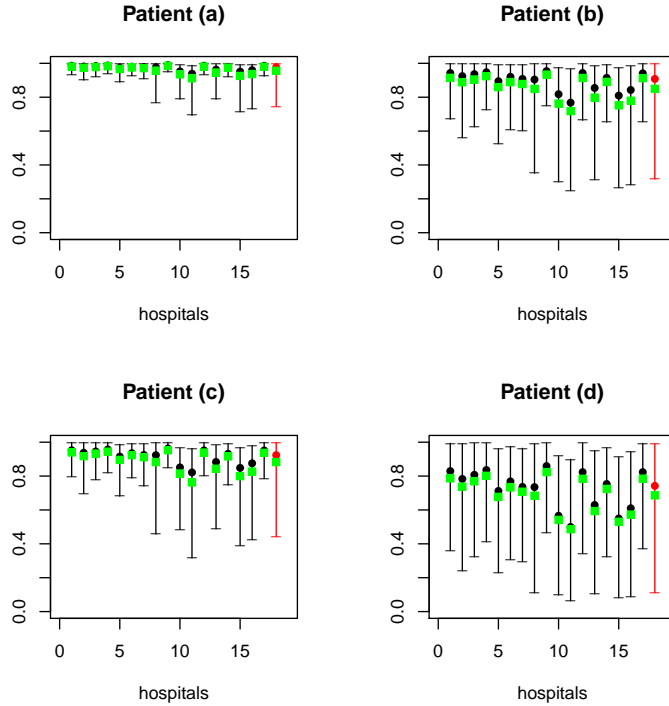 Patient (a)
0.0 0.4 0.8
0 5 10 15
hospitals
Patient (b)
0.0 0.4 0.8
0 5 10 15
hospitals
Patient (c)
0.0 0.4 0.8
0 5 10 15
hospitals
Patient (d)
0.0 0.4 0.8
0 5 10 15
hospitals